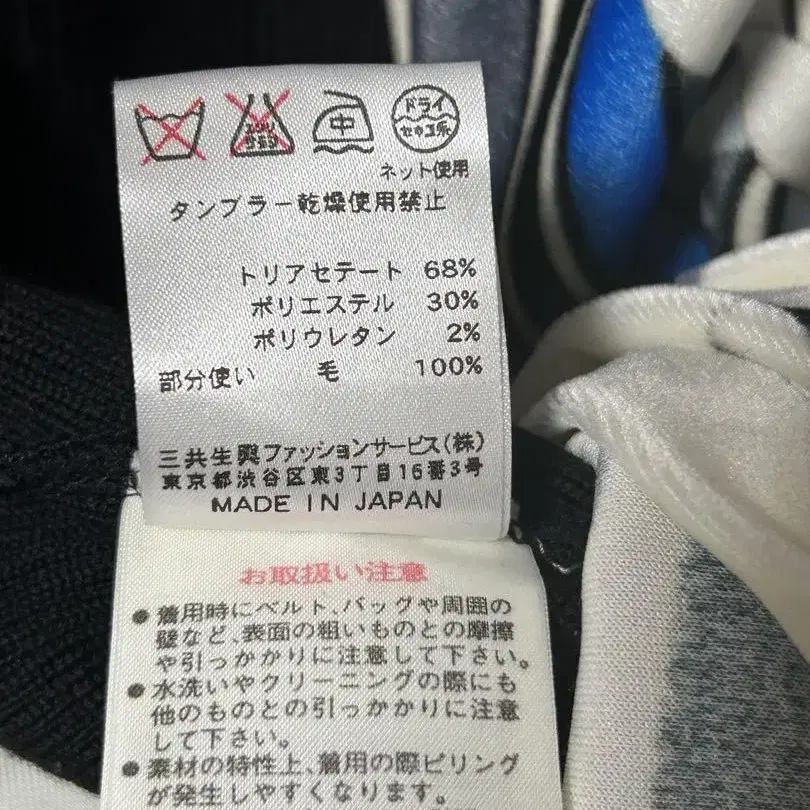 中
ドライ
セキユ系
ネット使用
タンブラー乾燥使用禁止
トリアセテート 68%
ポリエステル 30%
ポリウレタン 2%
部分使い 毛 100%
三共生興ファッションサービス(株)
東京都渋谷区東3丁目16番3号
MADE IN JAPAN
お取扱い注意
●着用時にベルト、バッグや周囲の
壁など、表面の粗いものとの摩擦
や引っかかりに注意して下さい。
●水洗いやクリーニングの際にも
他のものとの引っかかりに注意
して下さい。
●素材の特性上、着用の際ピリング
が発生しやすくなります。